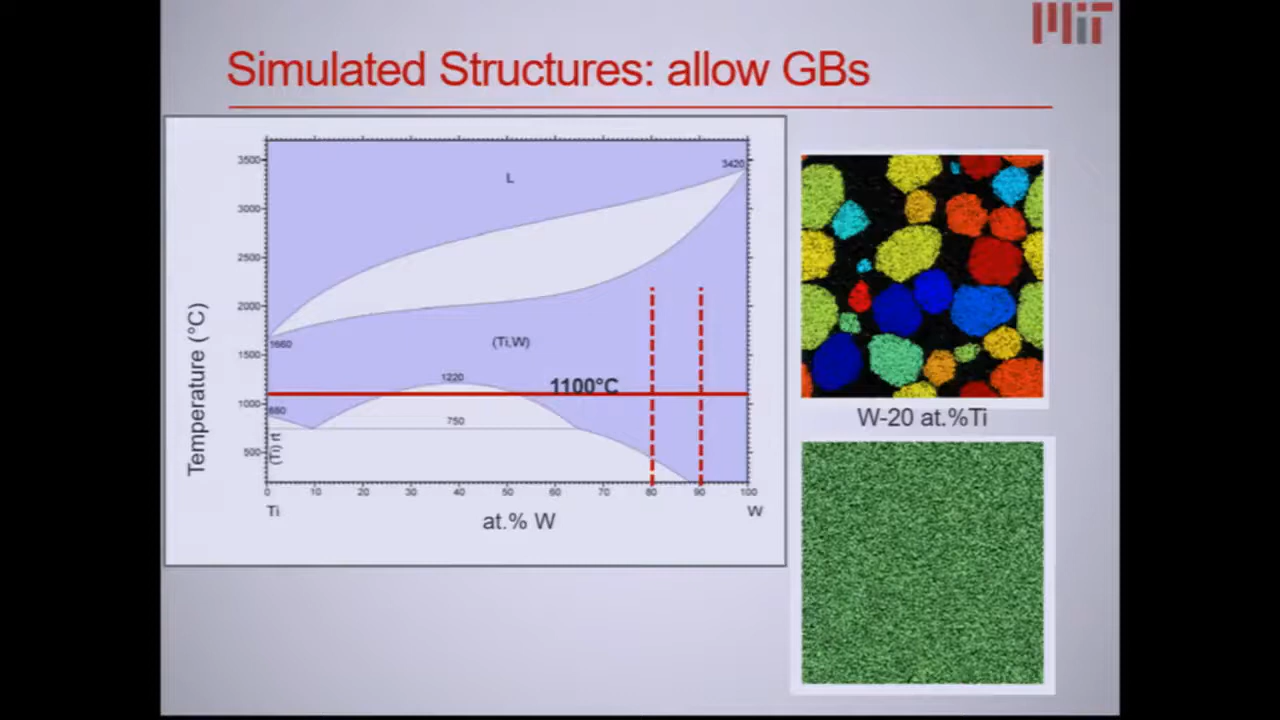 MIT
Simulated Structures: allow GBs
3500
3000
2500
2000
1500
1000
500
Temperature (°C)
L
3420
1660
(Ti,W)
1220
1100°C
880
750
(Ti) rt
0 10 20 30 40 50 60 70 80 90 100
Ti
W
at.% W
W-20 at.%Ti